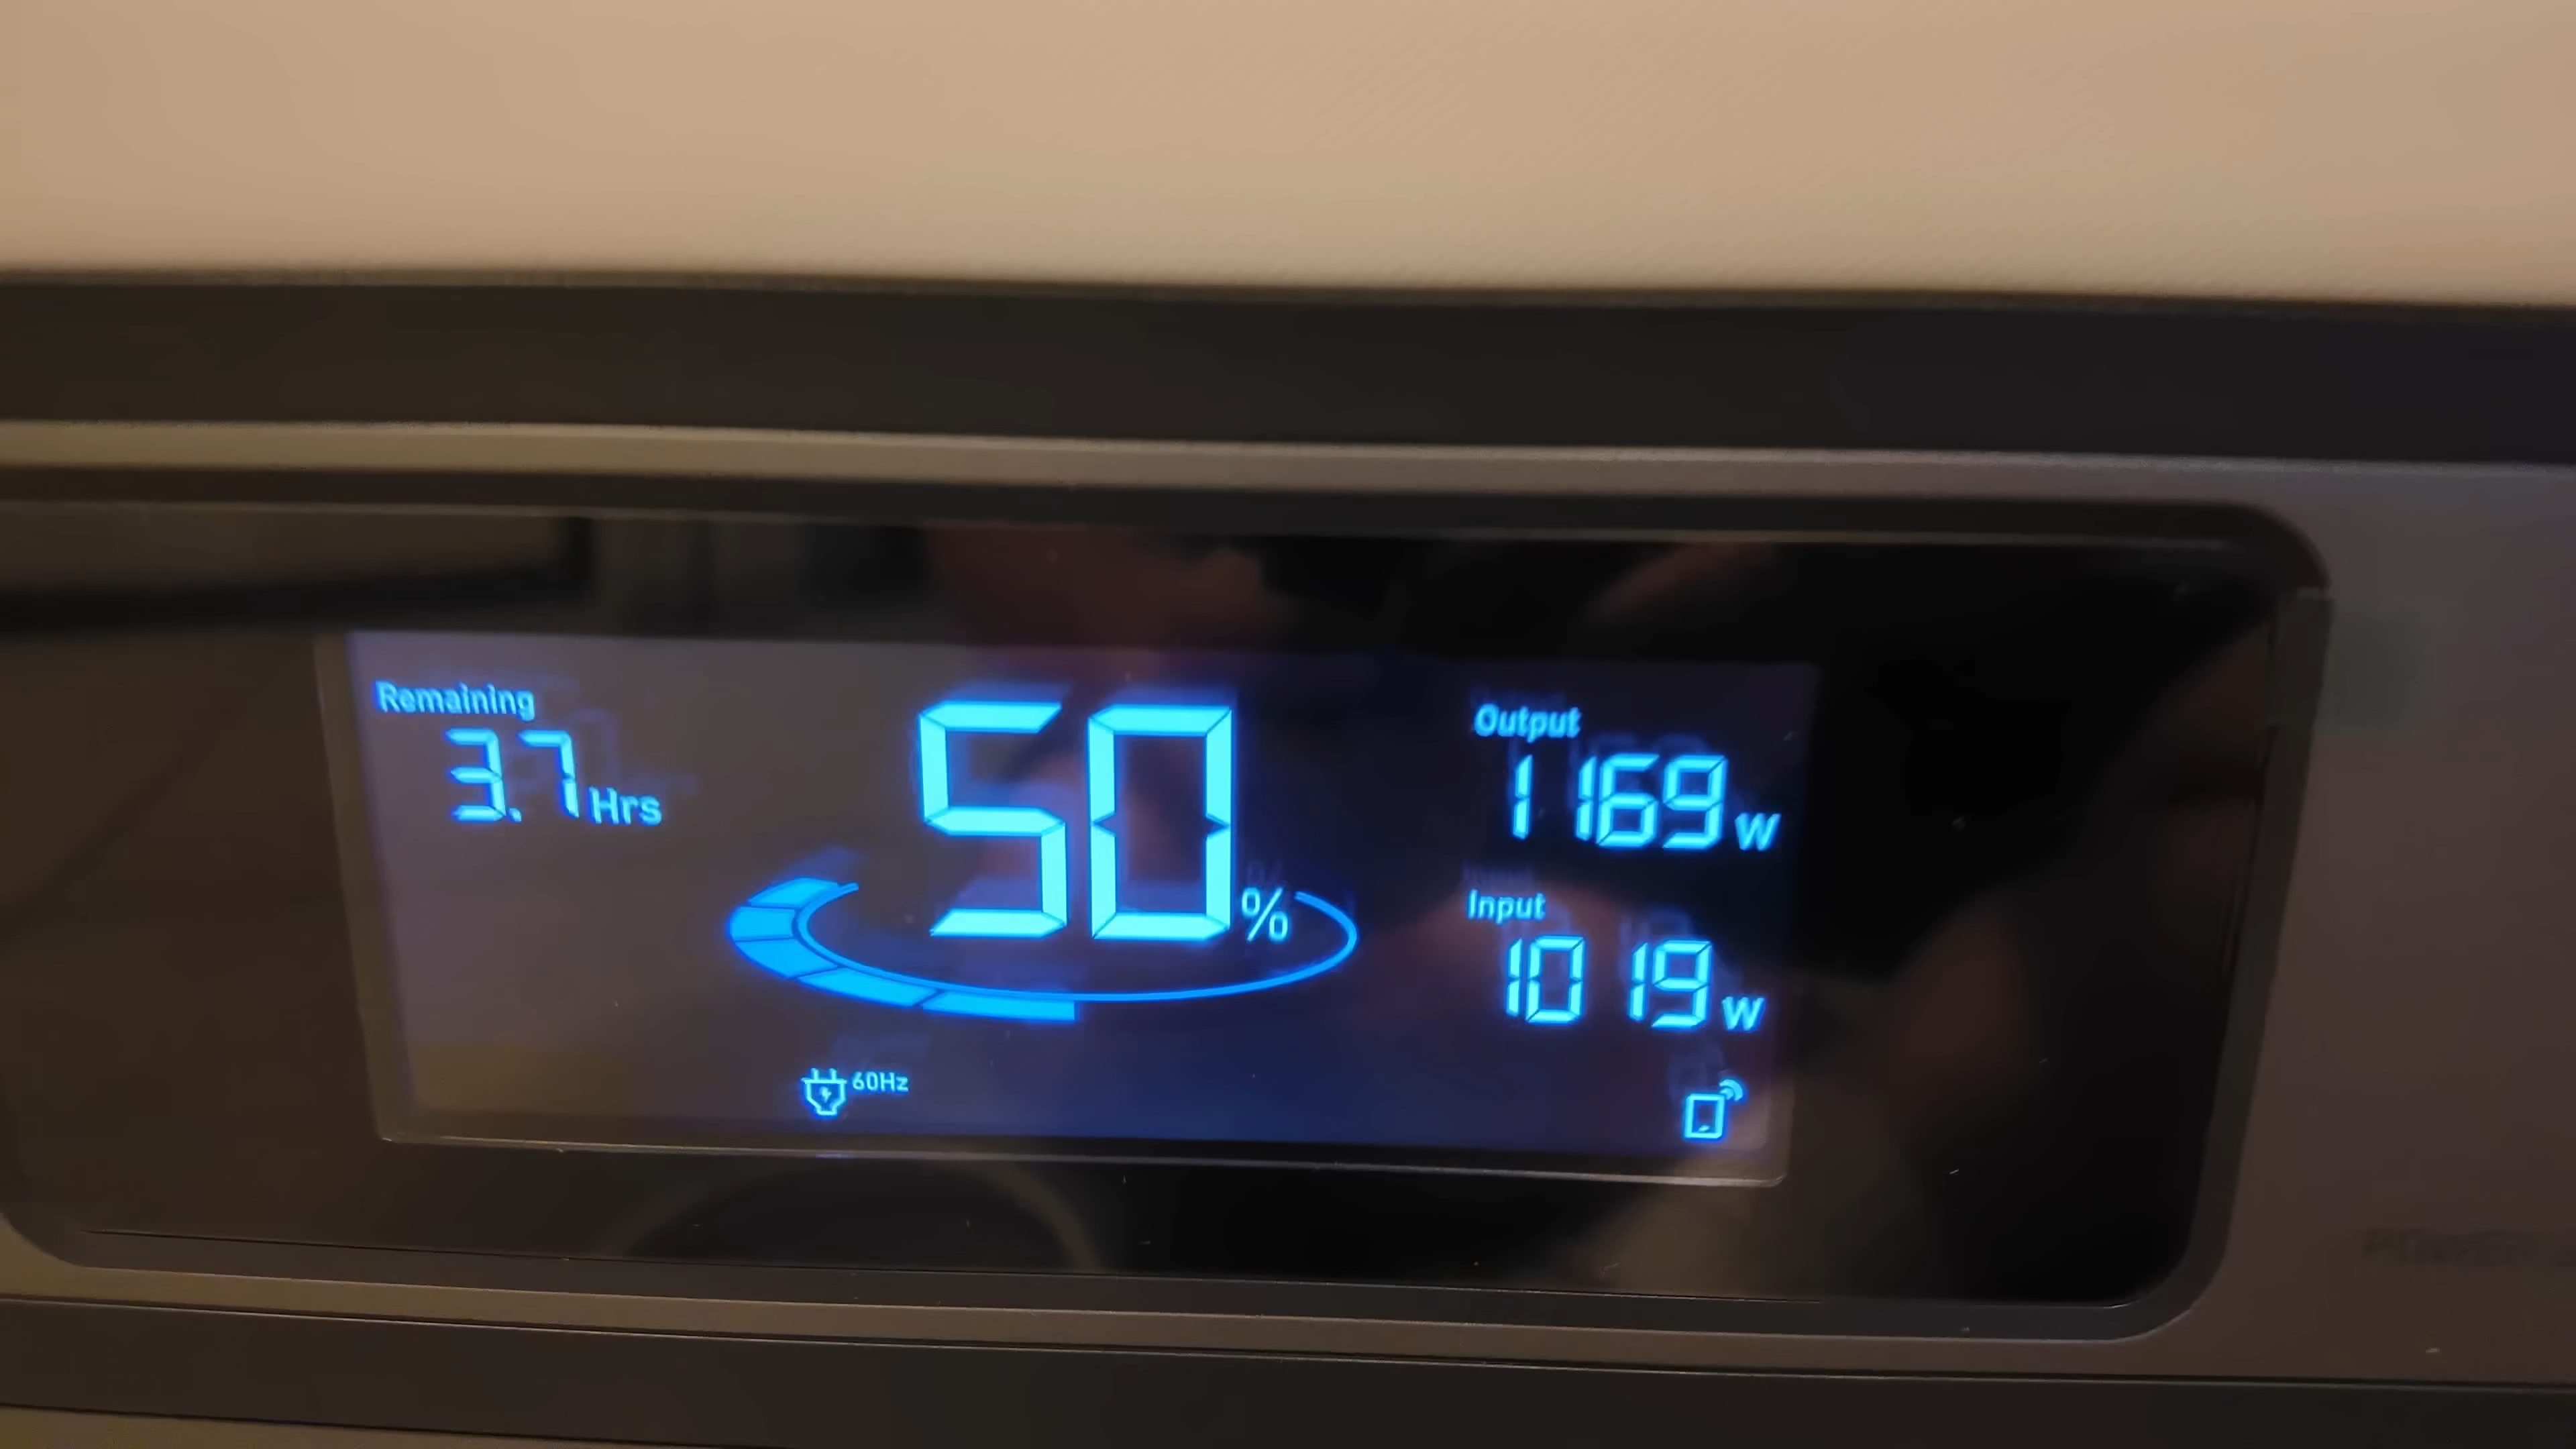 Remaining
3.7 Hrs
50 %
Output
1169 W
Input
1019 W
60Hz